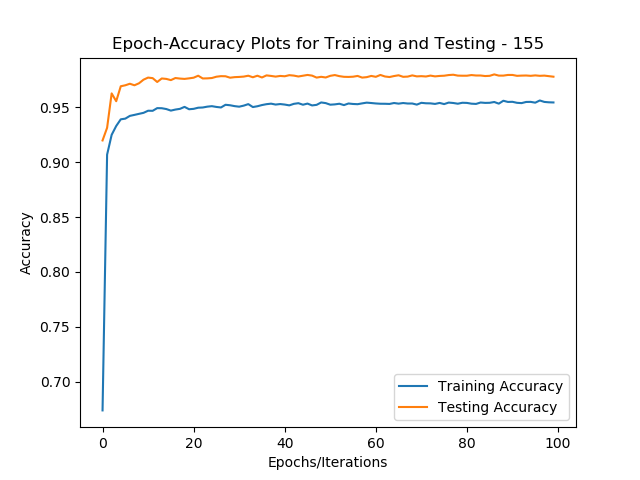 Epoch-Accuracy Plots for Training and Testing - 155
0.95
0.90
0.85
0.80
0.75
0.70
Accuracy
0 20 40 60 80 100
Epochs/Iterations
Training Accuracy
Testing Accuracy